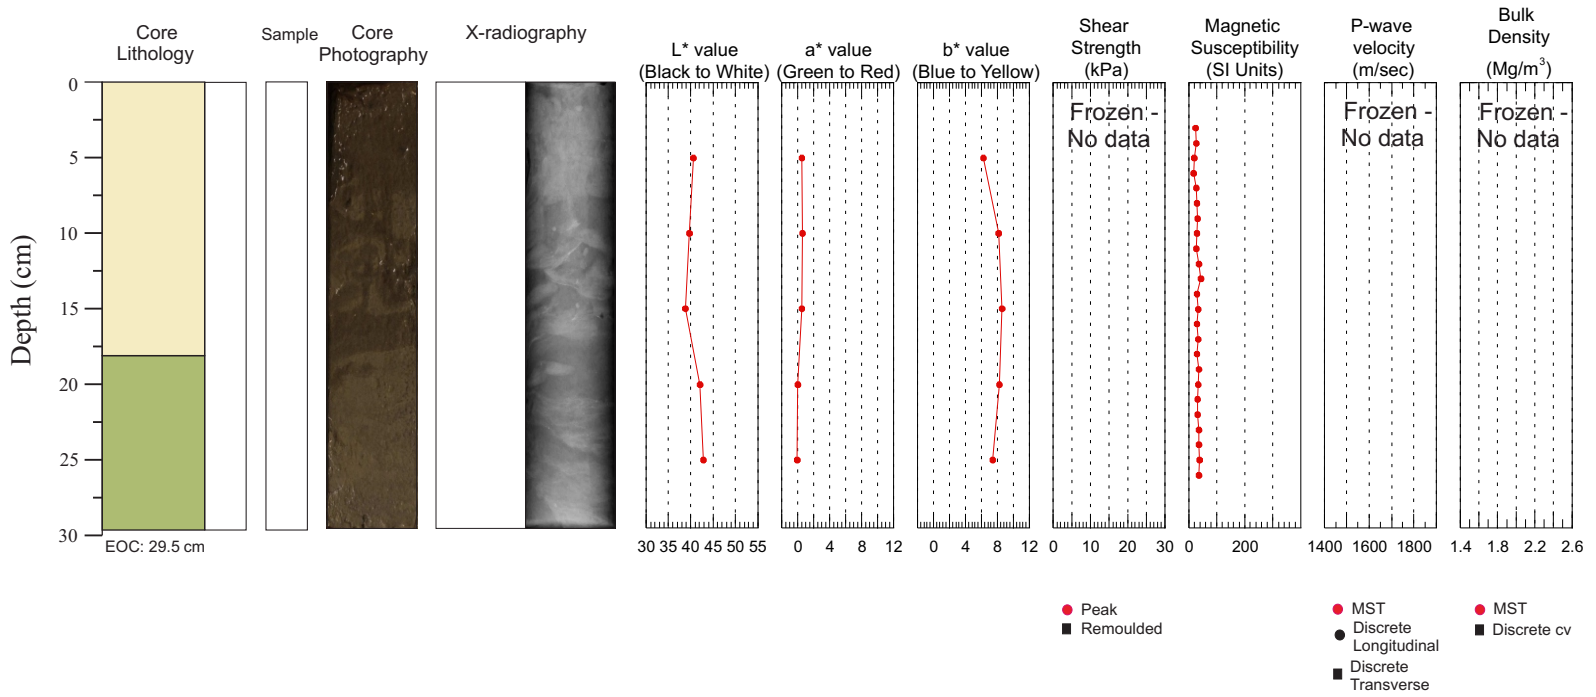 Core
Lithology
Sample
Core
Photography
X-radiography
L* value
(Black to White)
a* value
(Green to Red)
b* value
(Blue to Yellow)
Shear
Strength
(kPa)
Magnetic
Susceptibility
(SI Units)
P-wave
velocity
(m/sec)
Bulk
Density
(Mg/m³)
Depth (cm)
0
5
10
15
20
25
30
Frozen -
No data
Frozen -
No data
Frozen -
No data
EOC: 29.5 cm
30 35 40 45 50 55
0 4 8 12
0 4 8 12
0 10 20 30
0 200
1400 1600 1800
1.4 1.8 2.2 2.6
Peak
Remoulded
MST
Discrete
Longitudinal
Discrete
Transverse
MST
Discrete cv